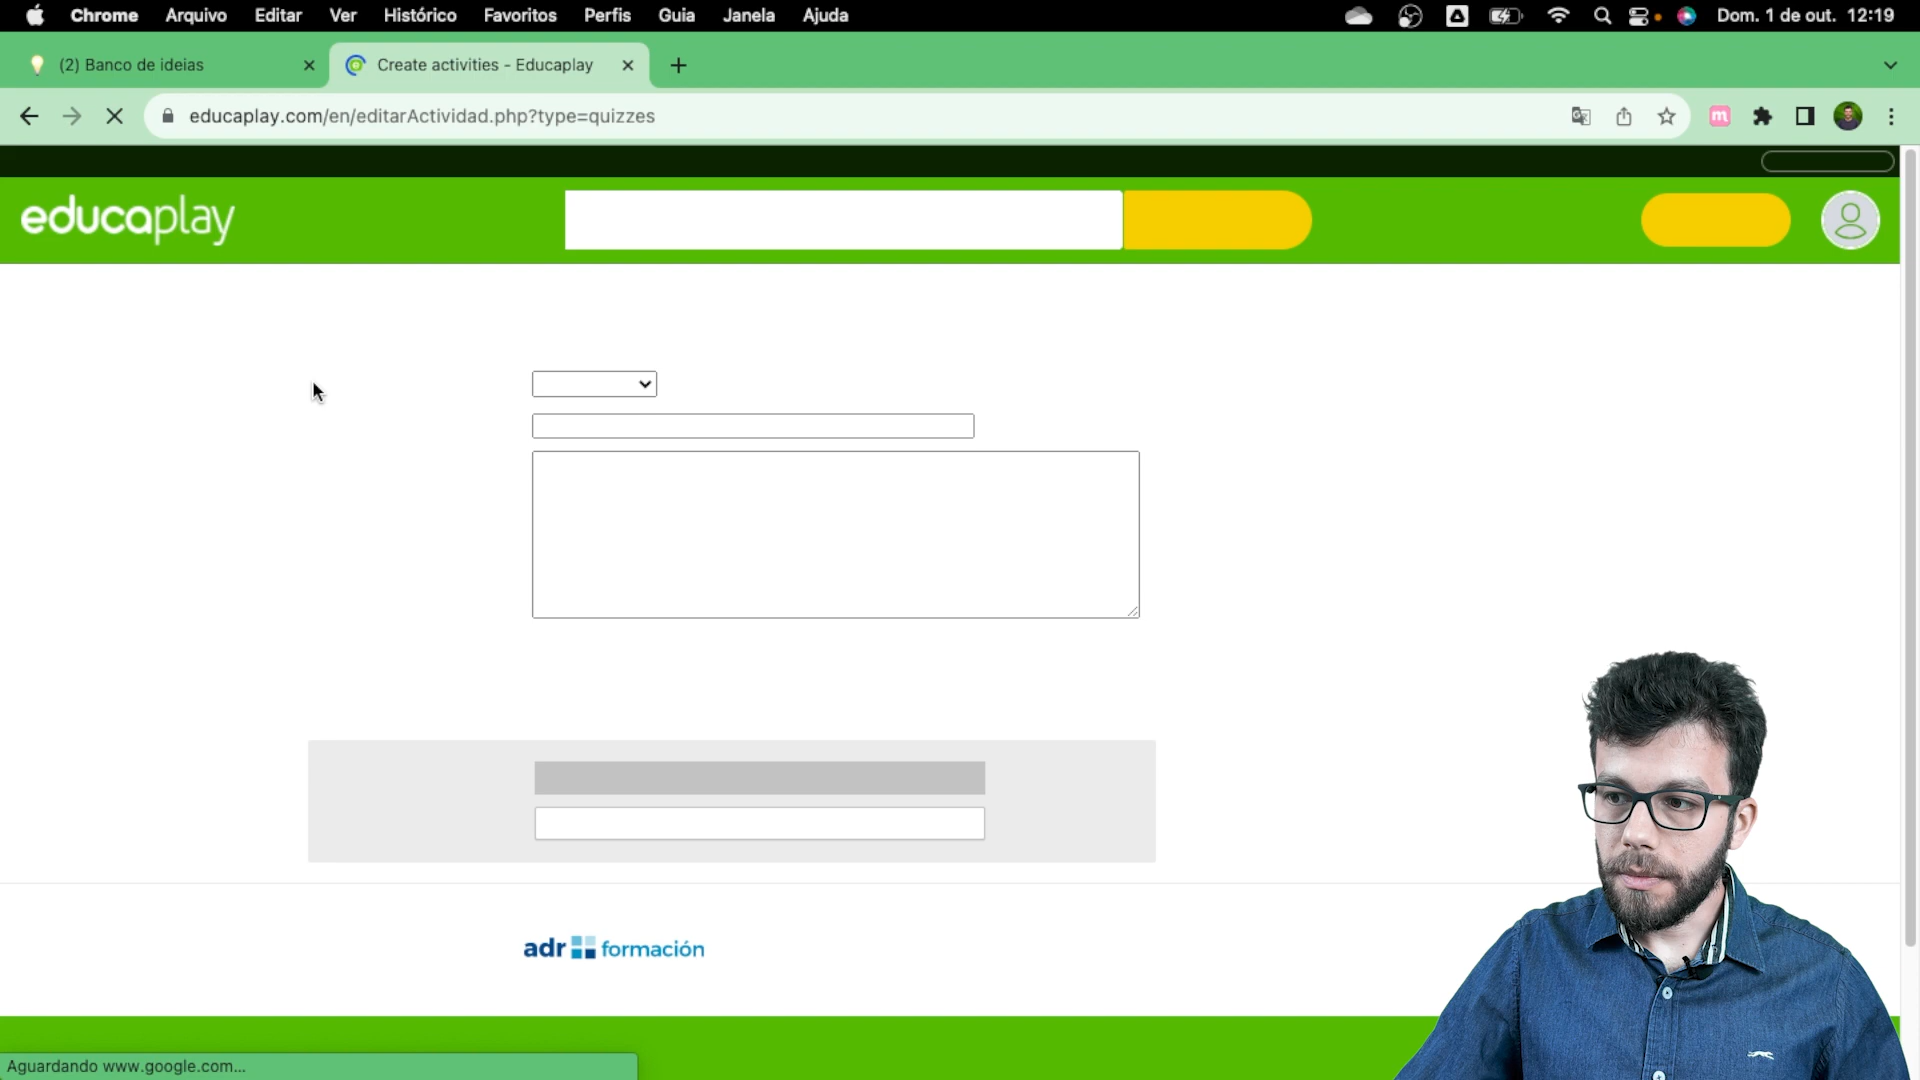 Chrome Arquivo Editar Ver Histórico Favoritos Perfis Guia Janela Ajuda Dom. 1 de out. 12:19
(2) Banco de ideias Create activities - Educaplay
educaplay.com/en/editarActividad.php?type=quizzes
m
educaplay
adr formación
Aguardando www.google.com...